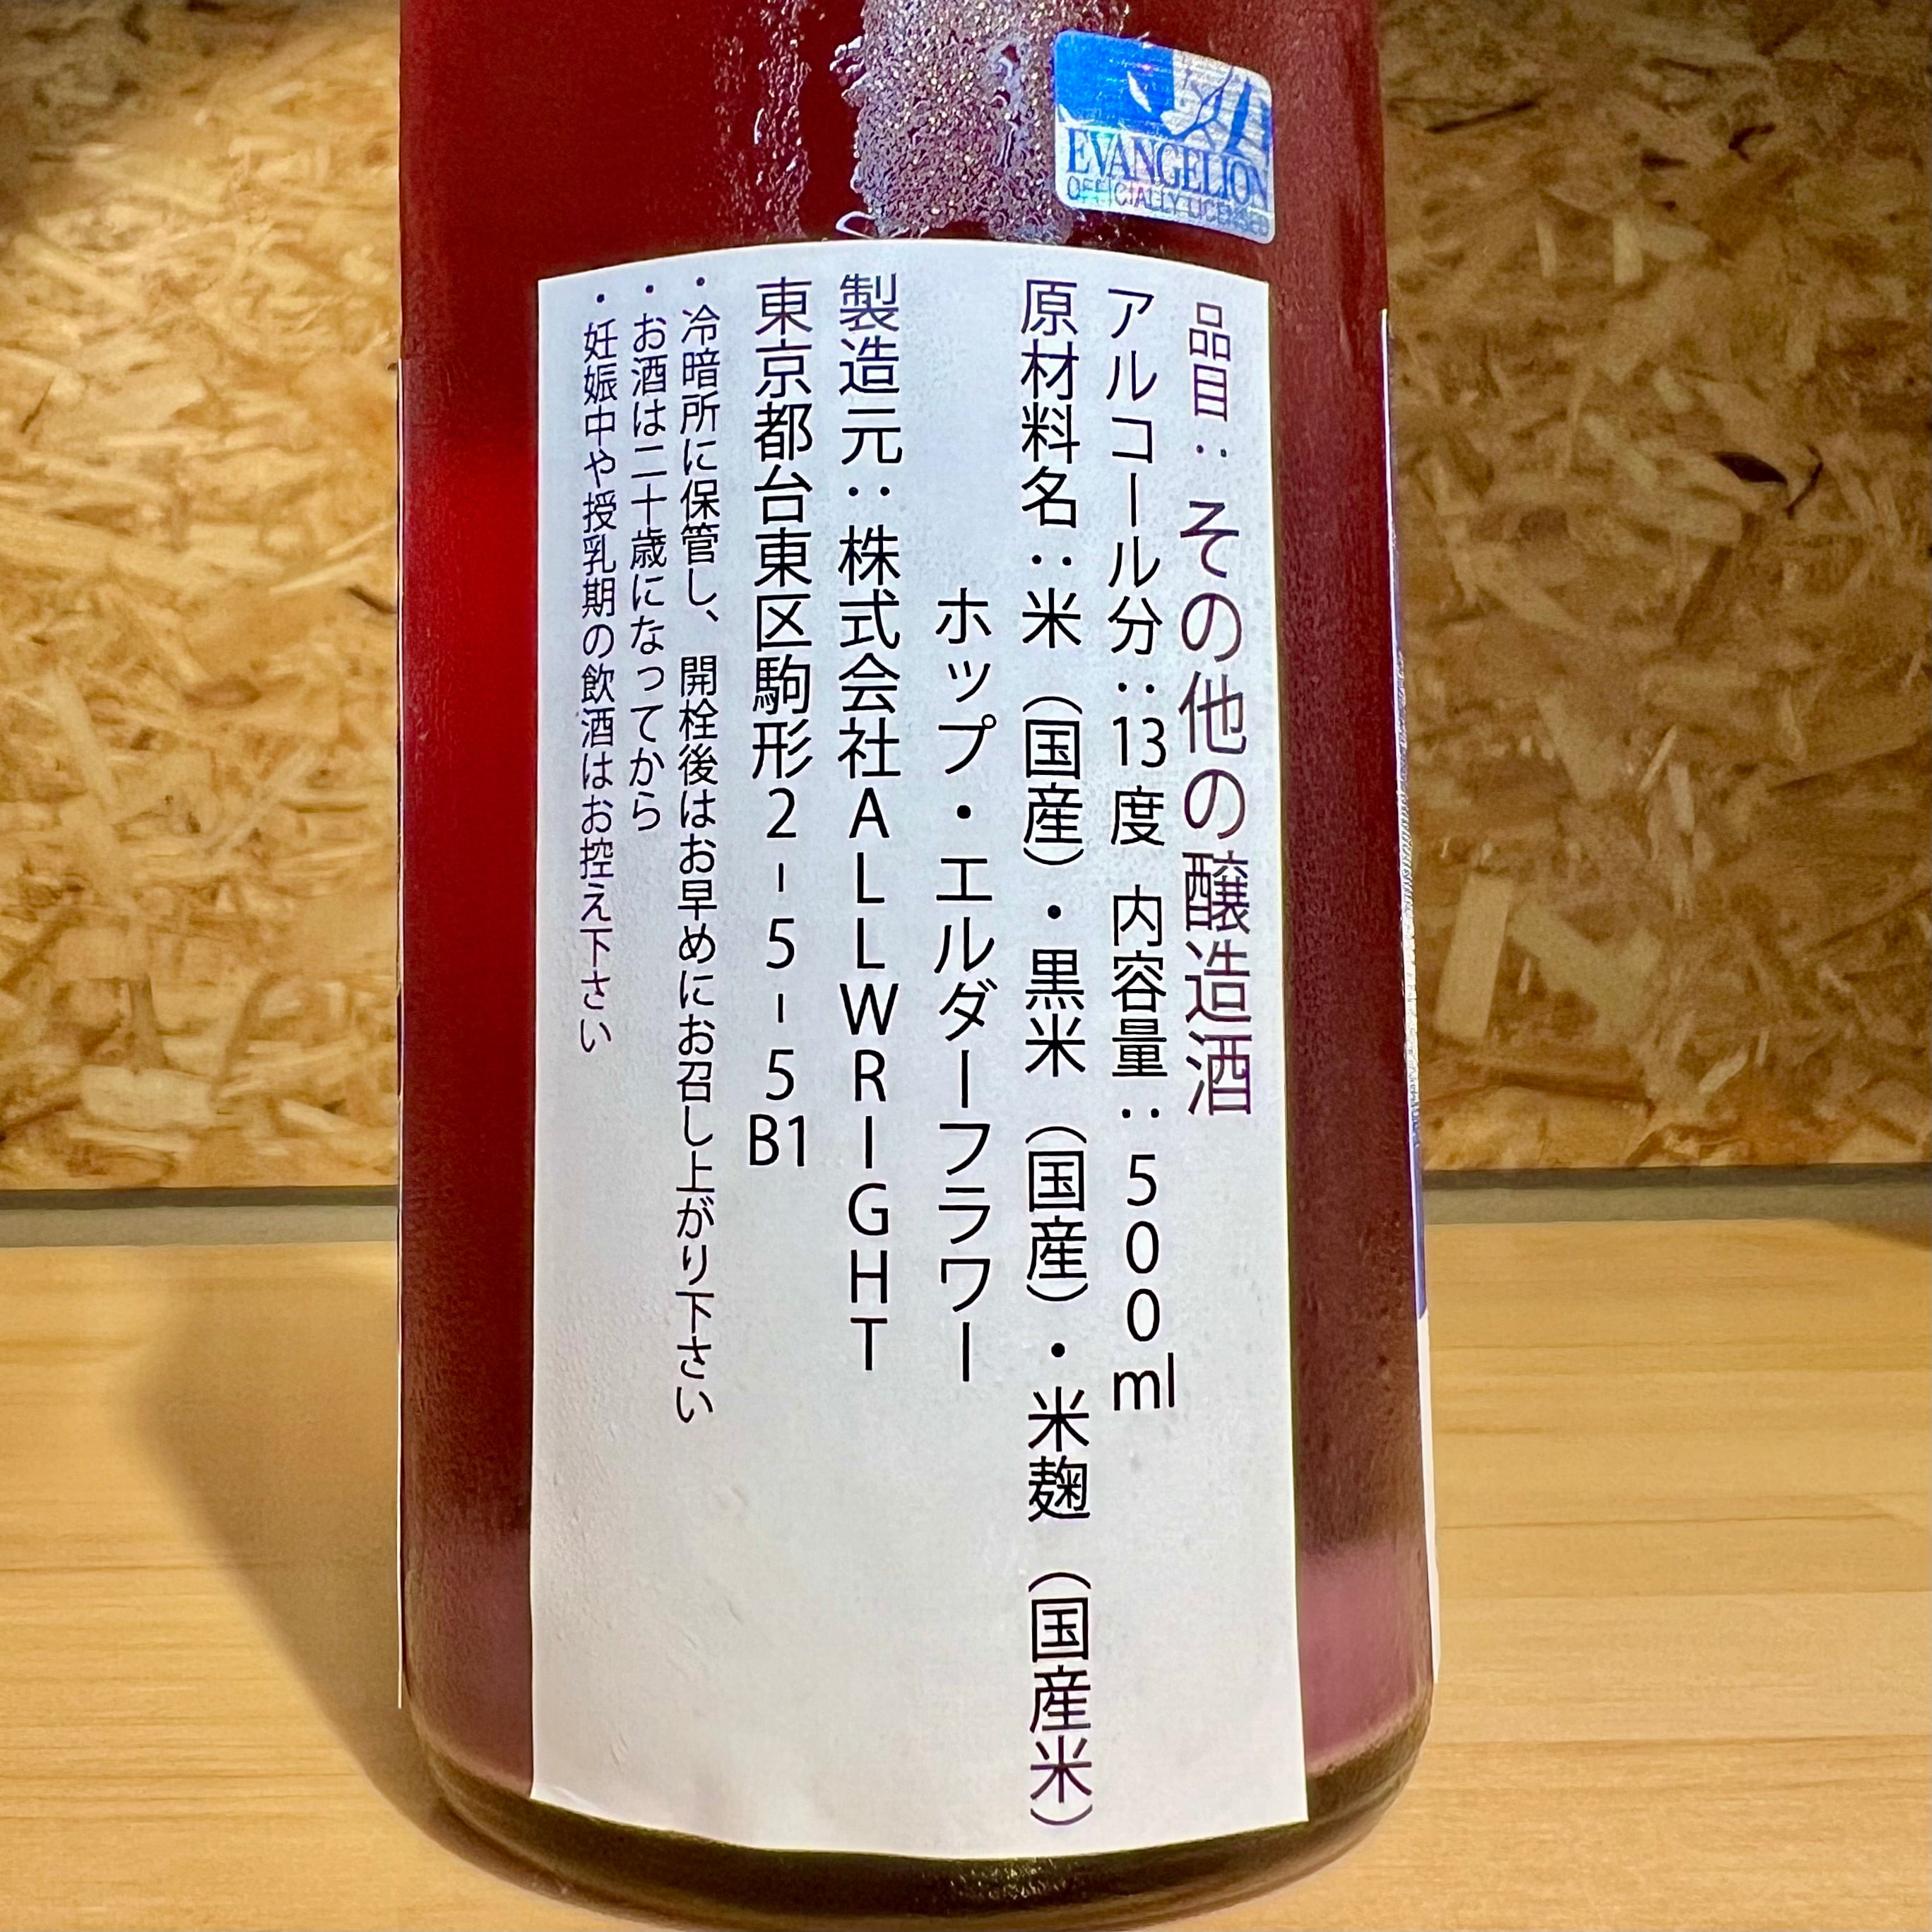 EVANGELION
OFFICIALLY LICENSED
品目：その他の醸造酒
アルコール分：13度 内容量：500ml
原材料名：米（国産）・黒米（国産）・米麹（国産米）
ホップ・エルダーフラワー
製造元：株式会社ALLWRIGHT
東京都台東区駒形2-5-5B1
・冷暗所に保管し、開栓後はお早めにお召し上がり下さい
・お酒は二十歳になってから
・妊娠中や授乳期の飲酒はお控え下さい